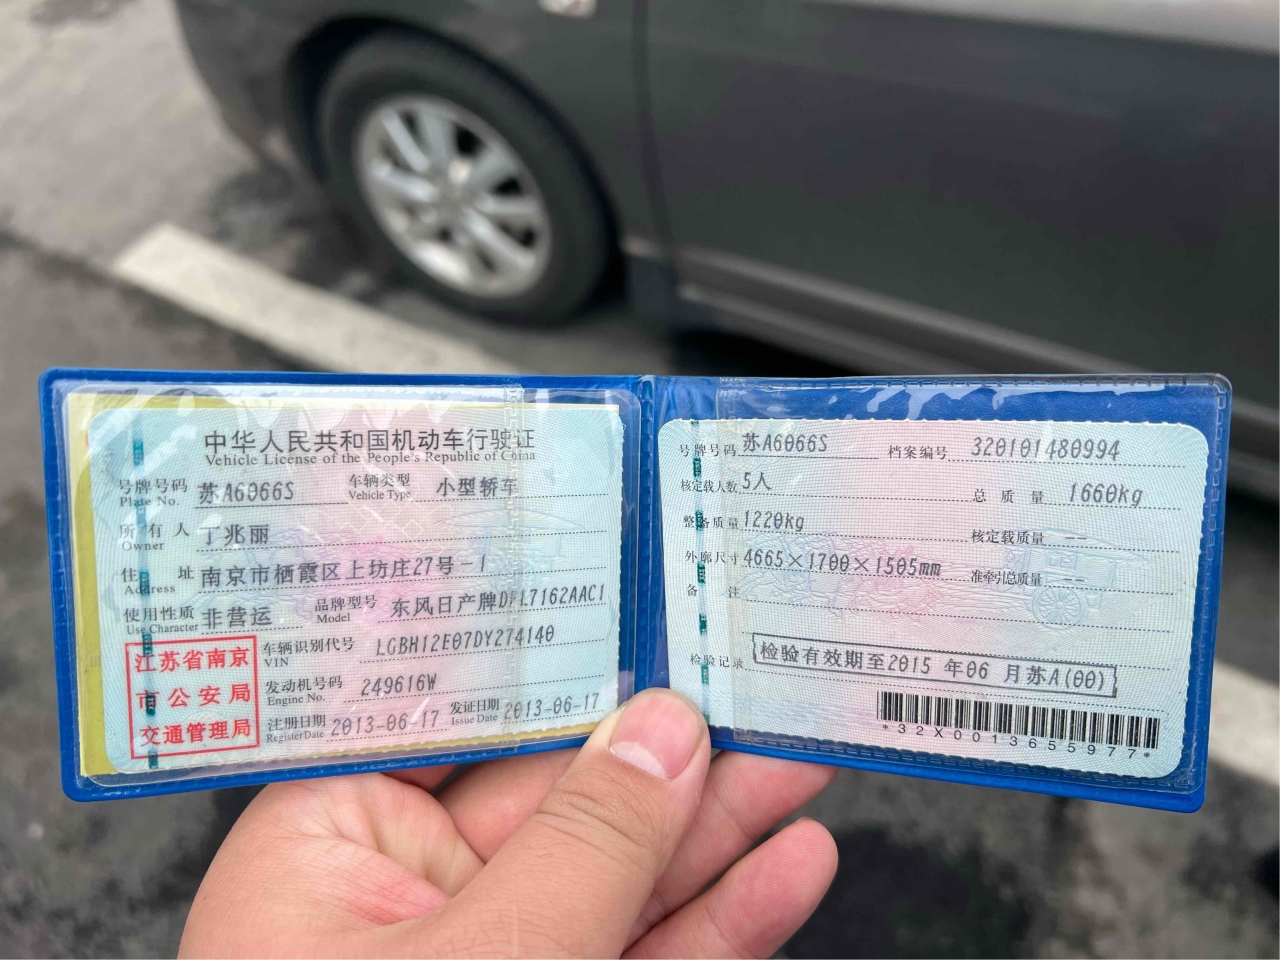 中华人民共和国机动车行驶证
Vehicle License of the People's Republic of China
号牌号码 苏A6066S 车辆类型 小型轿车
Plate No. Vehicle Type
所有人 丁兆丽
Owner
住址 南京市栖霞区上坊庄27号-1
Address
使用性质 非营运 品牌型号 东风日产牌DFL7162AAC1
Use Character Model
江苏省南京
市公安局
交通管理局
车辆识别代号 LGBH12E07DY274140
VIN
发动机号码 249616W
Engine No.
注册日期 2013-06-17 发证日期 2013-06-17
Register Date Issue Date
号牌号码 苏A6066S 档案编号 320101480994
核定载人数 5人 总质量 1660kg
整备质量 1220kg 核定载质量 --
外廓尺寸 4665×1700×1505mm 准牵引总质量 --
备注
检验记录 检验有效期至2015 年06 月苏A(00)
*32X0013655977*